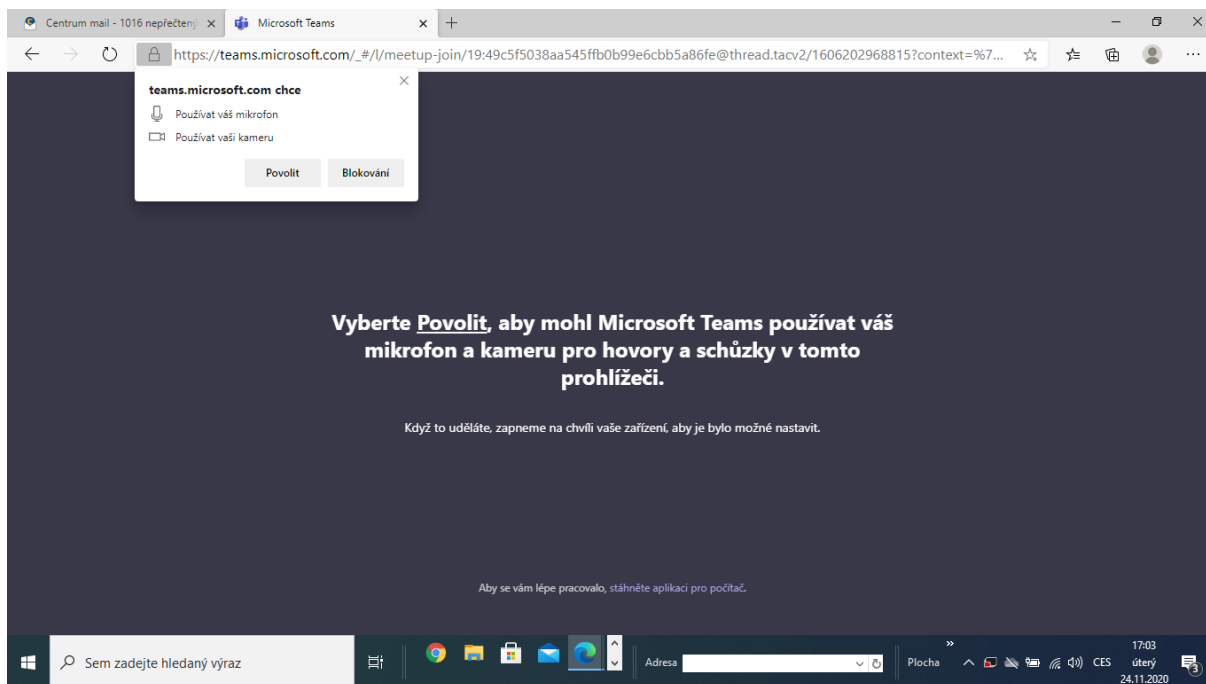 Centrum mail - 1016 nepřečtený
Microsoft Teams
https://teams.microsoft.com/_#/l/meetup-join/19:49c5f5038aa545ffb0b99e6cbb5a86fe@thread.tacv2/1606202968815?context=%7...
teams.microsoft.com chce
Používat váš mikrofon
Používat vaši kameru
Povolit Blokování
Vyberte Povolit, aby mohl Microsoft Teams používat váš
mikrofon a kameru pro hovory a schůzky v tomto
prohlížeči.
Když to uděláte, zapneme na chvíli vaše zařízení, aby je bylo možné nastavit.
Aby se vám lépe pracovalo, stáhněte aplikaci pro počítač.
Sem zadejte hledaný výraz
Adresa
Plocha
CES
17:03
úterý
24.11.2020
3